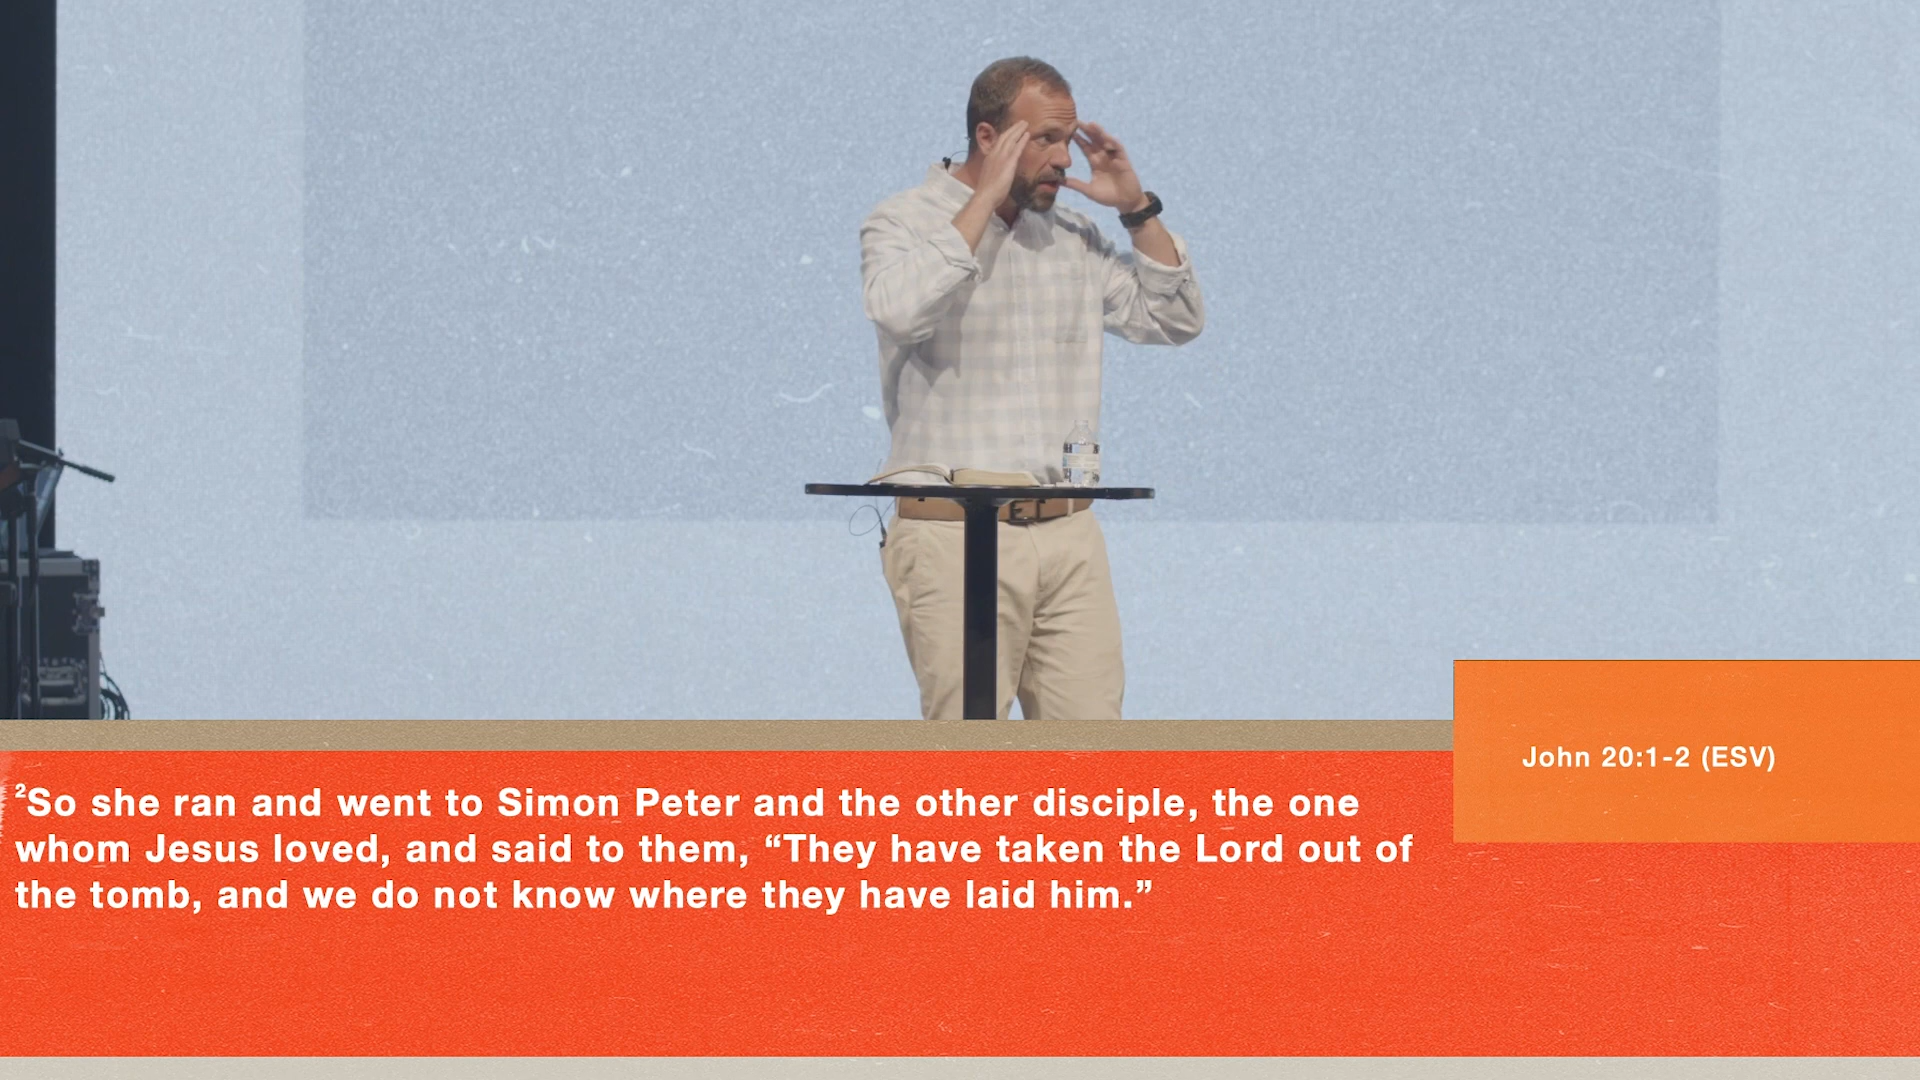 ²So she ran and went to Simon Peter and the other disciple, the one
whom Jesus loved, and said to them, “They have taken the Lord out of
the tomb, and we do not know where they have laid him.”
John 20:1-2 (ESV)